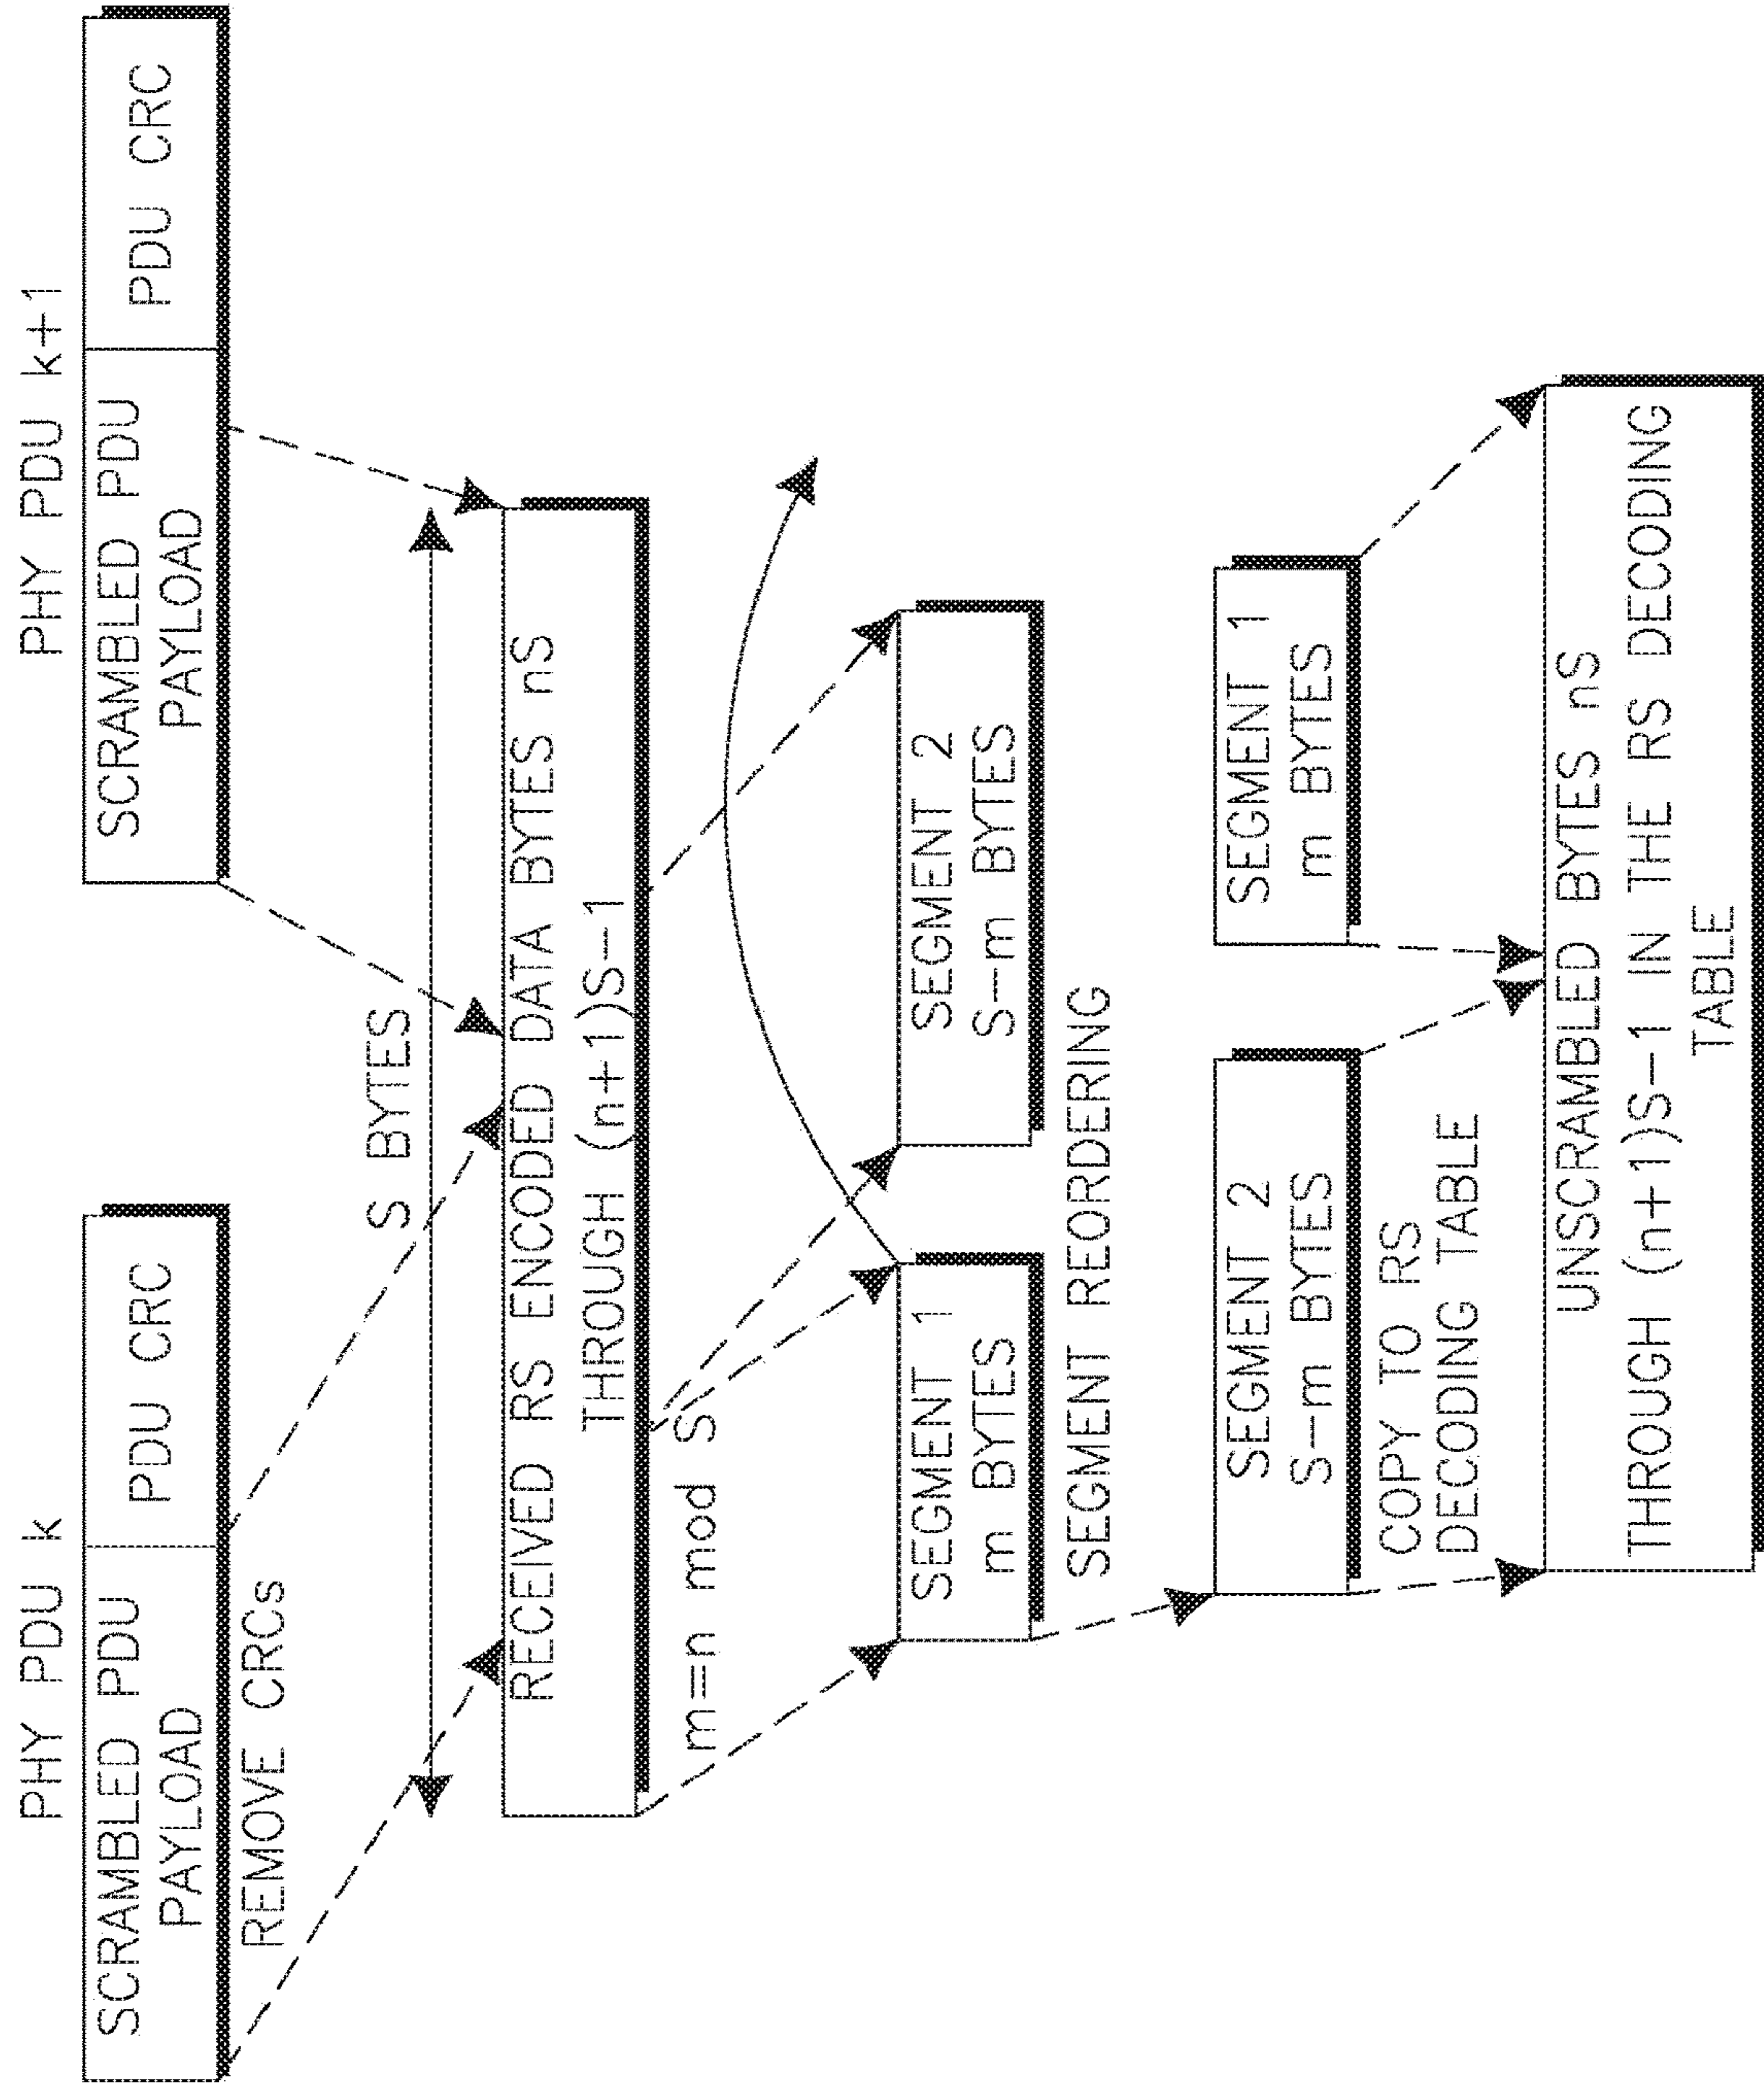 PHY PDU k
PHY PDU k+1
SCRAMBLED PDU
PAYLOAD
PDU CRC
SCRAMBLED PDU
PAYLOAD
PDU CRC
REMOVE CRCs
S BYTES
RECEIVED RS ENCODED DATA BYTES nS
THROUGH (n+1)S-1
m=n mod S
SEGMENT 1
m BYTES
SEGMENT 2
S-m BYTES
SEGMENT REORDERING
SEGMENT 2
S-m BYTES
SEGMENT 1
m BYTES
COPY TO RS
DECODING TABLE
UNSCRAMBLED BYTES nS
THROUGH (n+1)S-1 IN THE RS DECODING
TABLE